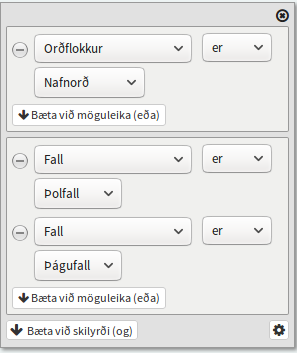 Orðflokkur er
Nafnorð
Bæta við möguleika (eða)
Fall er
Þolfall
Fall er
Þágufall
Bæta við möguleika (eða)
Bæta við skilyrði (og)